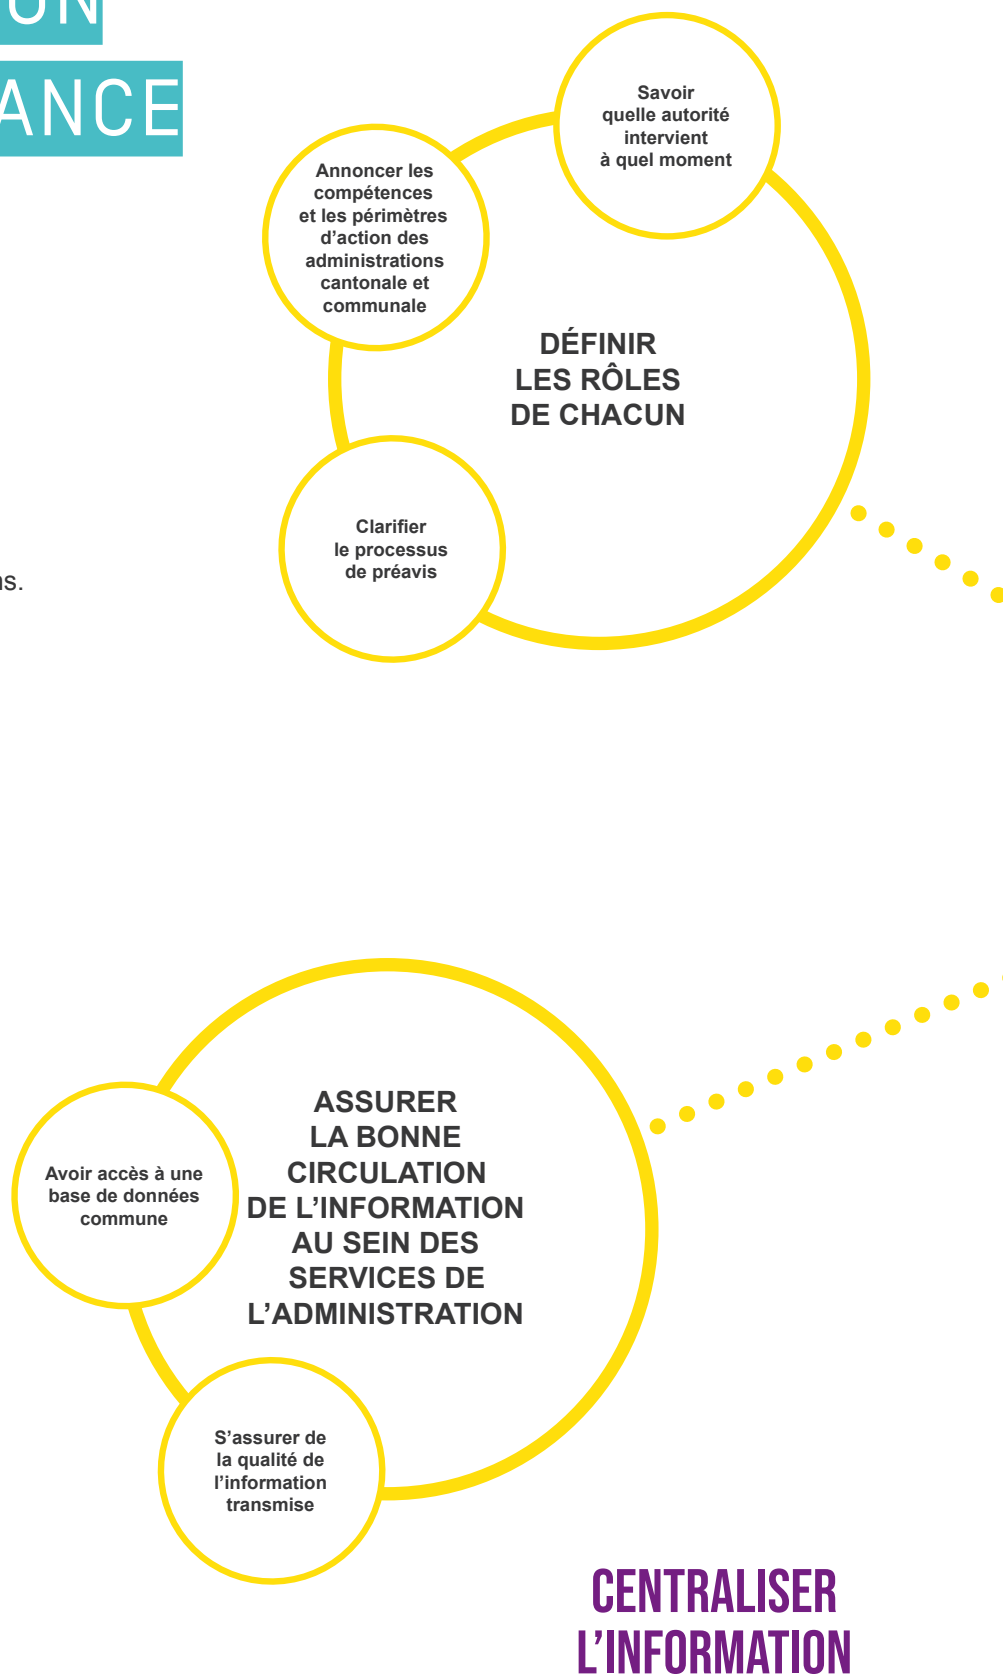 ON
ANCE
Savoir
quelle autorité
intervient
à quel moment
Annoncer les
compétences
et les périmètres
d'action des
administrations
cantonale et
communale
DÉFINIR
LES RÔLES
DE CHACUN
Clarifier
le processus
de préavis
ns.
ASSURER
LA BONNE
CIRCULATION
DE L’INFORMATION
AU SEIN DES
SERVICES DE
L’ADMINISTRATION
Avoir accès à une
base de données
commune
S’assurer de
la qualité de
l’information
transmise
CENTRALISER
L’INFORMATION